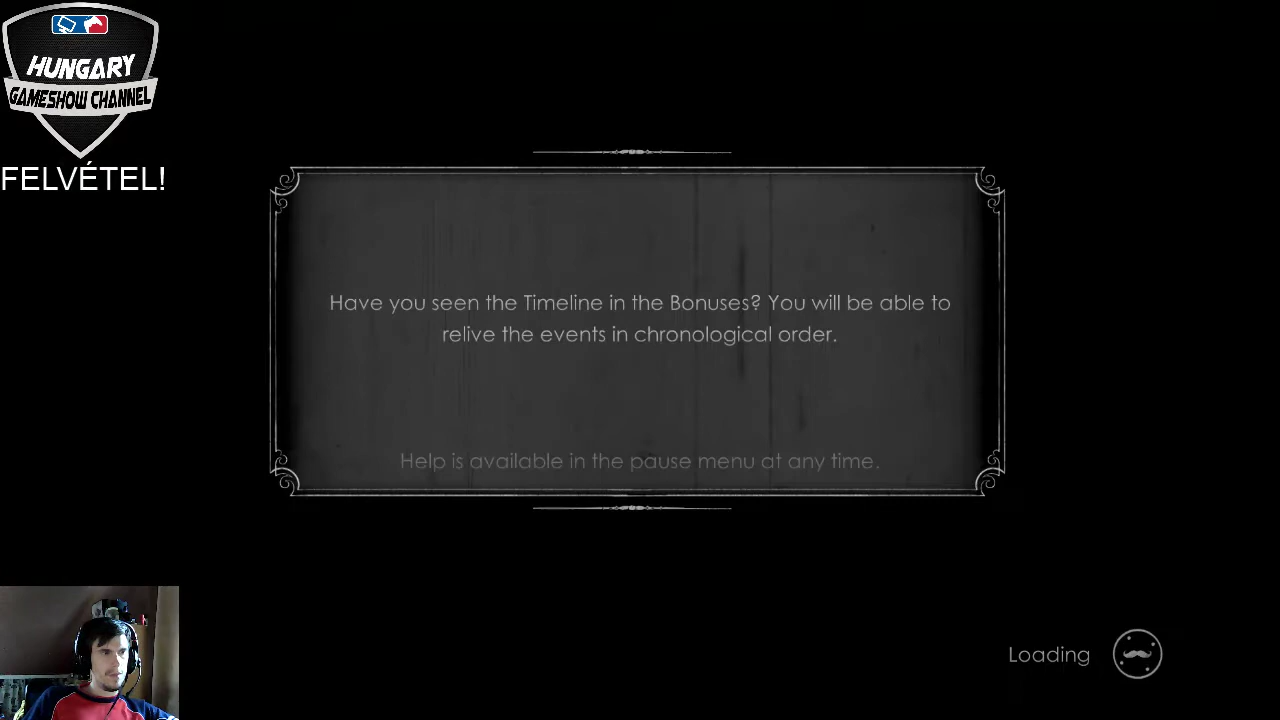 HUNGARY
GAMESHOW CHANNEL
FELVÉTEL!
Have you seen the Timeline in the Bonuses? You will be able to
relive the events in chronological order.
Help is available in the pause menu at any time.
Loading